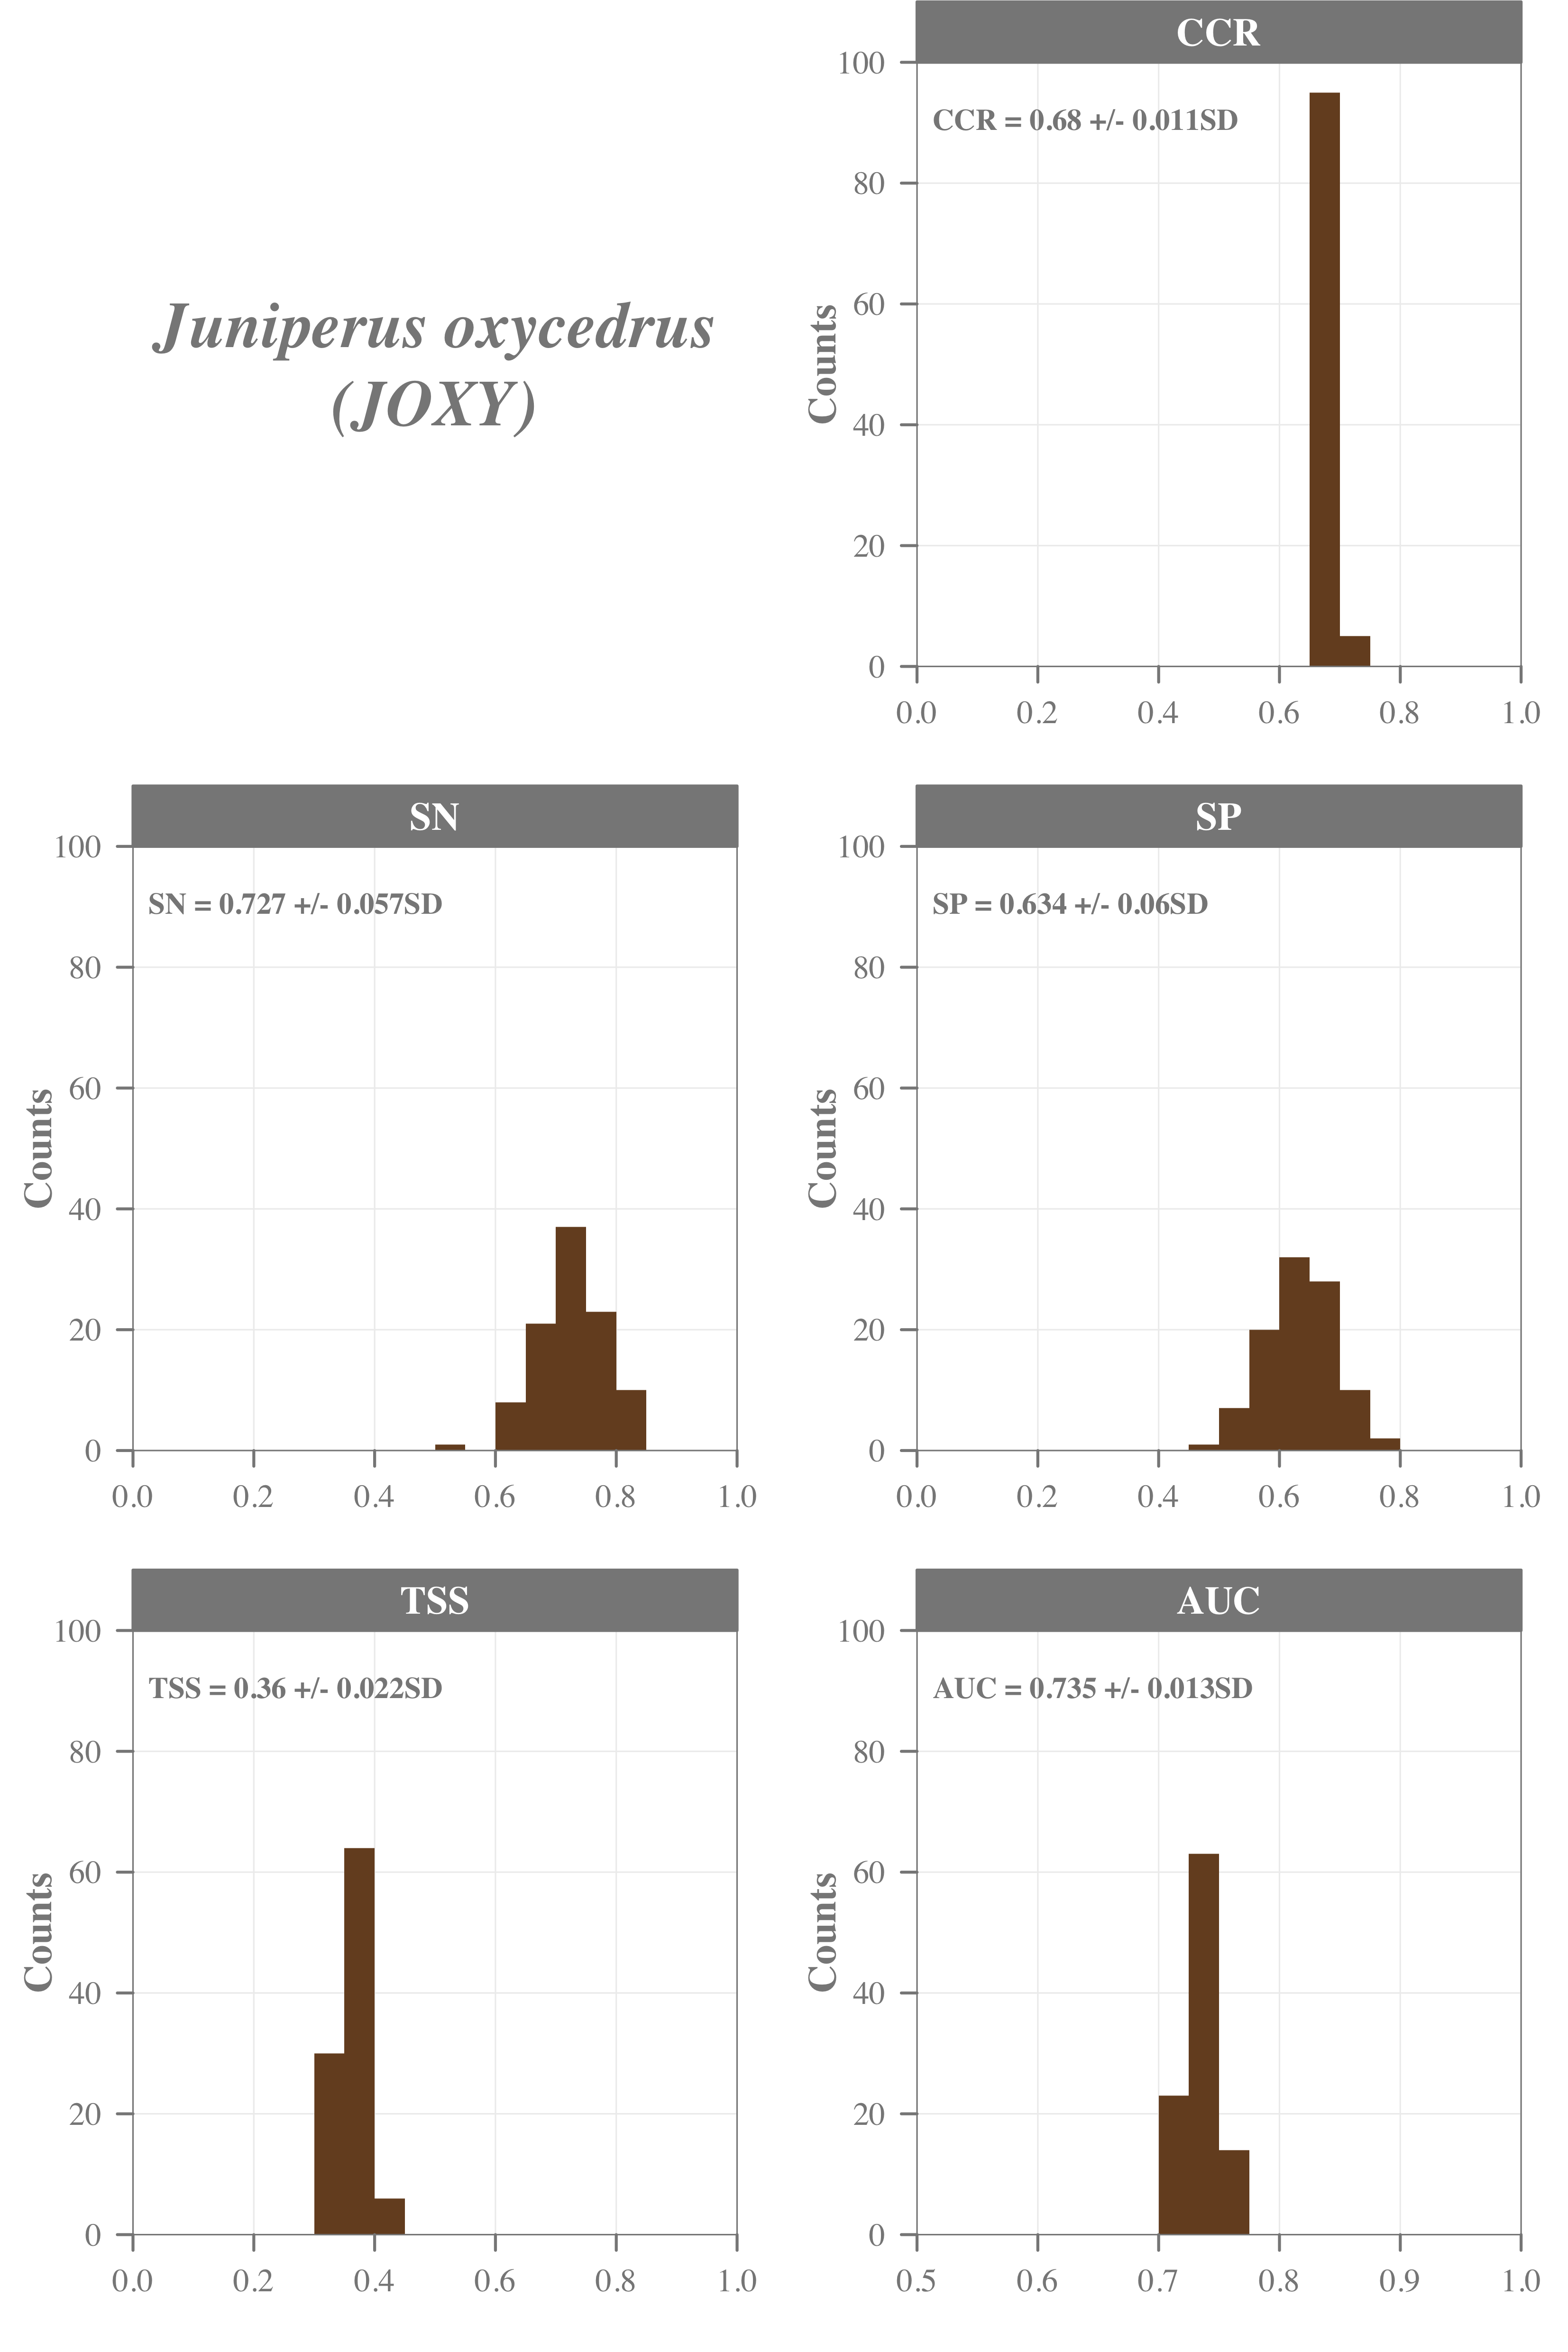 Juniperus oxycedrus
(JOXY)
CCR
CCR = 0.68 +/- 0.011SD
Counts
100
80
60
40
20
0
0.0 0.2 0.4 0.6 0.8 1.0
SN
SN = 0.727 +/- 0.057SD
Counts
100
80
60
40
20
0
0.0 0.2 0.4 0.6 0.8 1.0
SP
SP = 0.634 +/- 0.06SD
Counts
100
80
60
40
20
0
0.0 0.2 0.4 0.6 0.8 1.0
TSS
TSS = 0.36 +/- 0.022SD
Counts
100
80
60
40
20
0
0.0 0.2 0.4 0.6 0.8 1.0
AUC
AUC = 0.735 +/- 0.013SD
Counts
100
80
60
40
20
0
0.5 0.6 0.7 0.8 0.9 1.0